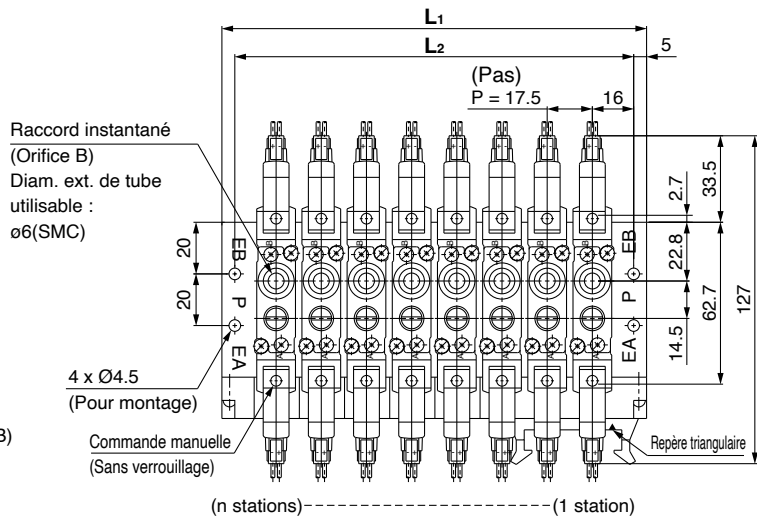 L1
L2
5
(Pas)
P = 17.5
16
Raccord instantané
(Orifice B)
Diam. ext. de tube
utilisable :
ø6(SMC)
33.5
2.7
20
EB
EB
22.8
20
P
P
62.7
127
EA
EA
14.5
4 x Ø4.5
(Pour montage)
B)
Commande manuelle
(Sans verrouillage)
Repère triangulaire
(n stations)
(1 station)